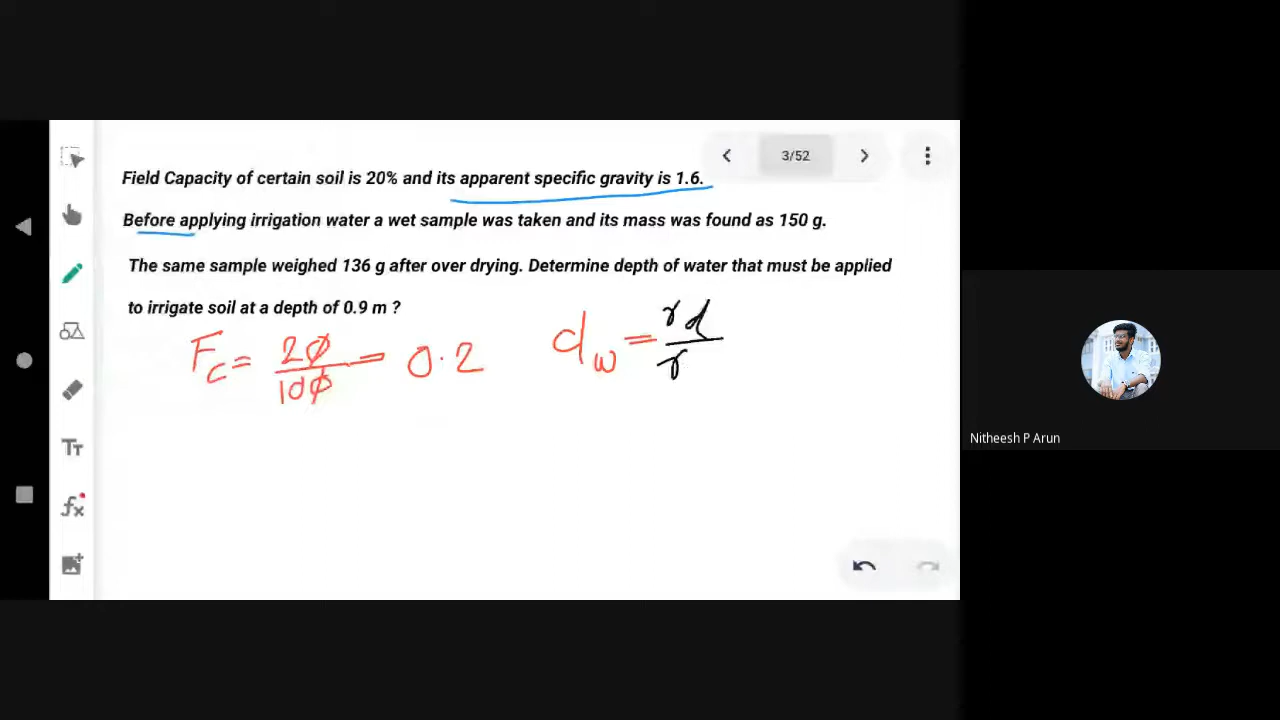 3/52
Field Capacity of certain soil is 20% and its apparent specific gravity is 1.6.
Before applying irrigation water a wet sample was taken and its mass was found as 150 g.
The same sample weighed 136 g after over drying. Determine depth of water that must be applied
to irrigate soil at a depth of 0.9 m ?
Fc = 20/100 = 0.2
dw = γd/γ
Tт
fx
Nitheesh P Arun